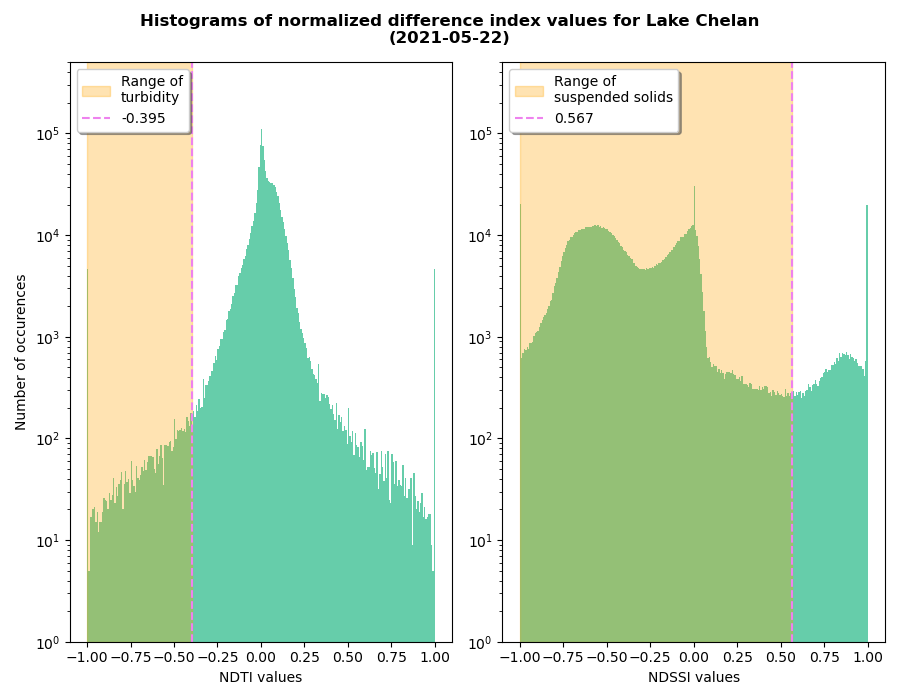 Histograms of normalized difference index values for Lake Chelan
(2021-05-22)
Range of
turbidity
-0.395
Range of
suspended solids
0.567
Number of occurences
10^5
10^4
10^3
10^2
10^1
10^0
10^5
10^4
10^3
10^2
10^1
10^0
−1.00 −0.75 −0.50 −0.25 0.00 0.25 0.50 0.75 1.00
−1.00 −0.75 −0.50 −0.25 0.00 0.25 0.50 0.75 1.00
NDTI values
NDSSI values